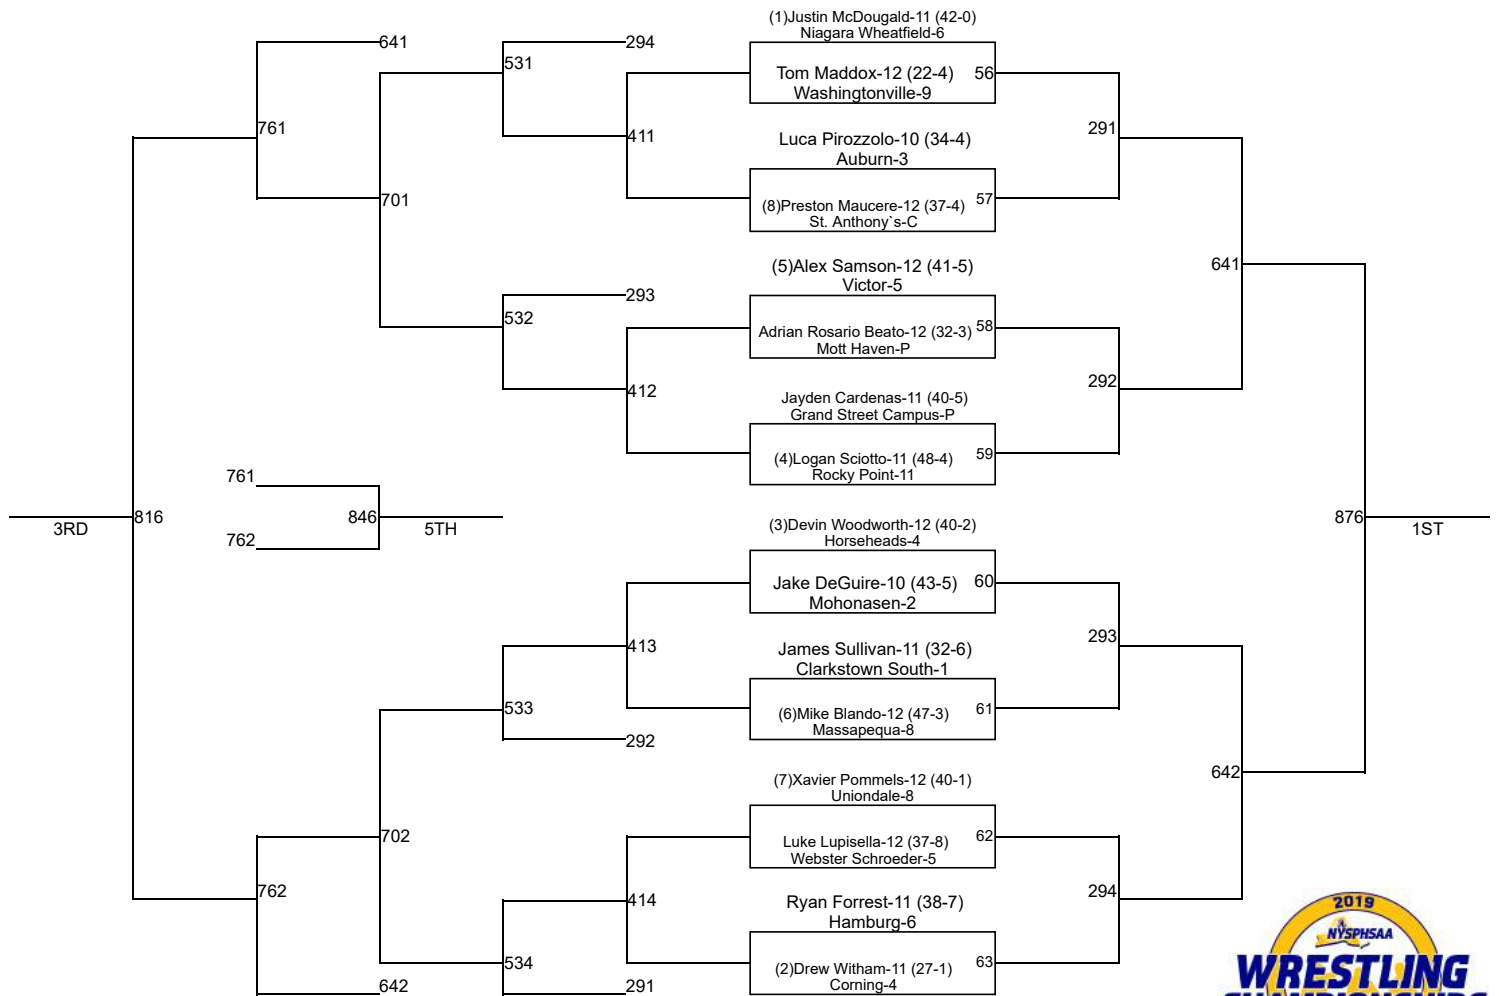 (1)Justin McDougald-11 (42-0)
Niagara Wheatfield-6
641
294
531
Tom Maddox-12 (22-4) 56
Washingtonville-9
761
411
291
Luca Pirozzolo-10 (34-4)
Auburn-3
701
(8)Preston Maucere-12 (37-4) 57
St. Anthony`s-C
(5)Alex Samson-12 (41-5)
Victor-5
641
293
532
Adrian Rosario Beato-12 (32-3) 58
Mott Haven-P
412
292
Jayden Cardenas-11 (40-5)
Grand Street Campus-P
(4)Logan Sciotto-11 (48-4) 59
Rocky Point-11
761
816
846
876
3RD
5TH
1ST
762
(3)Devin Woodworth-12 (40-2)
Horseheads-4
Jake DeGuire-10 (43-5) 60
Mohonasen-2
413
293
James Sullivan-11 (32-6)
Clarkstown South-1
533
(6)Mike Blando-12 (47-3) 61
Massapequa-8
292
642
(7)Xavier Pommels-12 (40-1)
Uniondale-8
702
Luke Lupisella-12 (37-8) 62
Webster Schroeder-5
762
414
294
Ryan Forrest-11 (38-7)
Hamburg-6
534
(2)Drew Witham-11 (27-1) 63
Corning-4
642
291
2019
NYSPHSAA
WRESTLING
CHAMPIONSHIPS